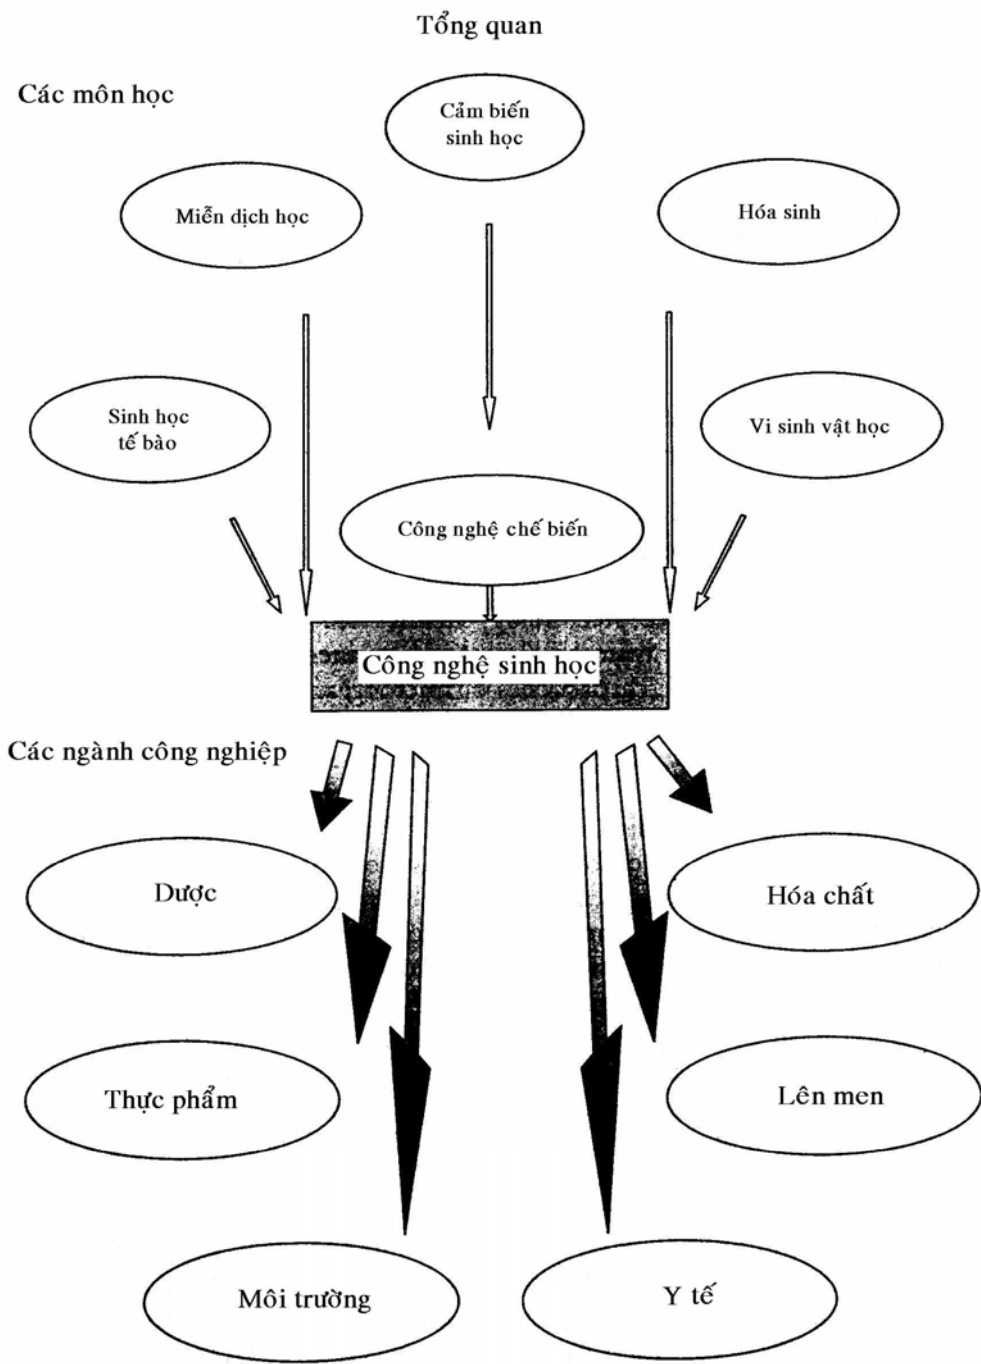 Tổng quan
Các môn học
Cảm biến
sinh học
Miễn dịch học
Hóa sinh
Sinh học
tế bào
Vi sinh vật học
Công nghệ chế biến
Công nghệ sinh học
Các ngành công nghiệp
Dược
Hóa chất
Thực phẩm
Lên men
Môi trường
Y tế